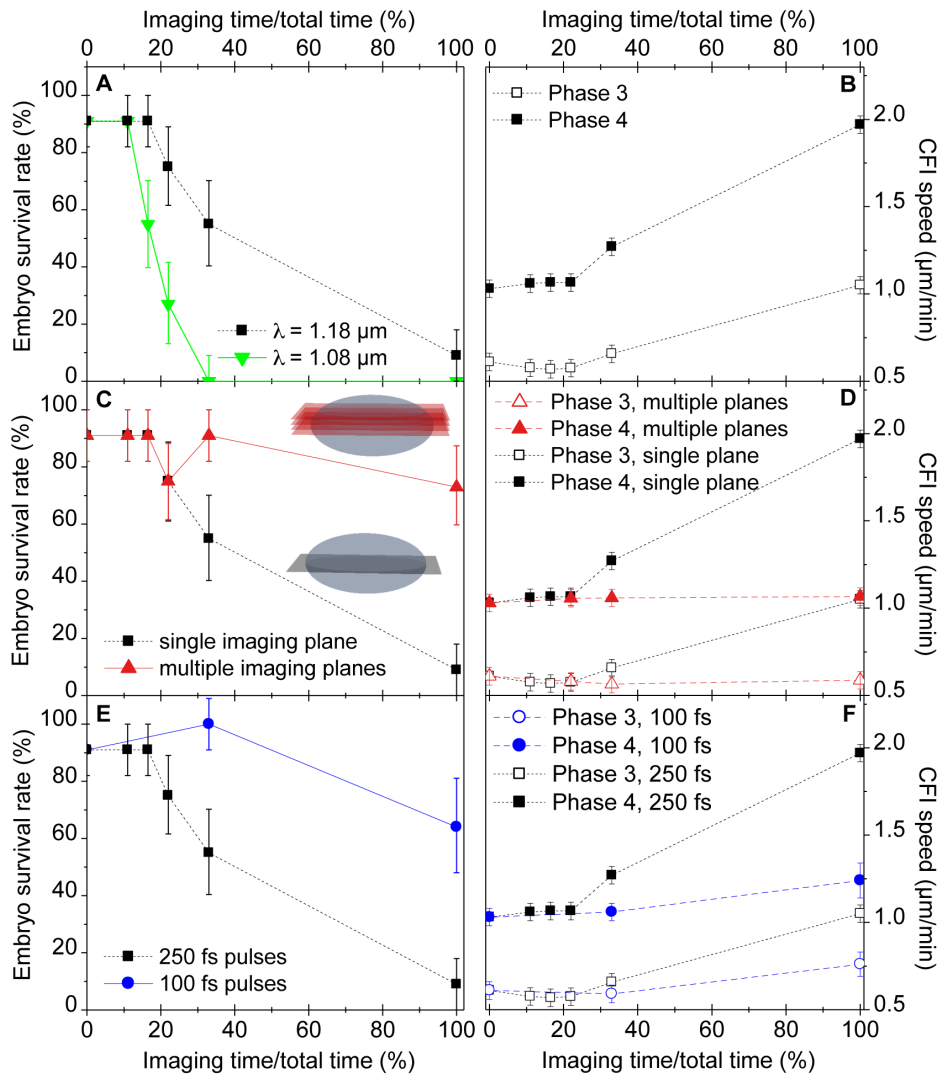 Imaging time/total time (%)
Imaging time/total time (%)
0 20 40 60 80 100
0 20 40 60 80 100
A
Embryo survival rate (%)
100
80
60
40
20
0
λ = 1.18 µm
λ = 1.08 µm
B
Phase 3
Phase 4
2.0
1.5
1.0
0.5
CFI speed (µm/min)
C
Embryo survival rate (%)
100
80
60
40
20
0
single imaging plane
multiple imaging planes
D
Phase 3, multiple planes
Phase 4, multiple planes
Phase 3, single plane
Phase 4, single plane
2.0
1.5
1.0
0.5
CFI speed (µm/min)
E
Embryo survival rate (%)
100
80
60
40
20
0
250 fs pulses
100 fs pulses
F
Phase 3, 100 fs
Phase 4, 100 fs
Phase 3, 250 fs
Phase 4, 250 fs
2.0
1.5
1.0
0.5
CFI speed (µm/min)
0 20 40 60 80 100
0 20 40 60 80 100
Imaging time/total time (%)
Imaging time/total time (%)